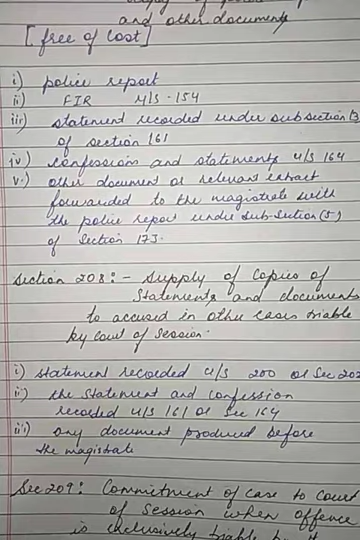 and other documents
[free of cost]
i) police report
ii) FIR u/s - 154
iii) statement recorded under subsection (3
of section 161
iv) confessions and statements u/s 164
v) other document or relevant extract
forwarded to the magistrate with
the police report under sub-section (5)
of Section 173.
Section 208:- Supply of copies of
Statements and documents
to accused in other cases triable
by court of session.
i) statement recorded u/s 200 or Sec 202
ii) the statement and confession
recorded u/s 161 or Sec 164
iii) any document produced before
the magistrate
Sec 209: Commitment of case to court
of session when offence
is exclusively triable by it